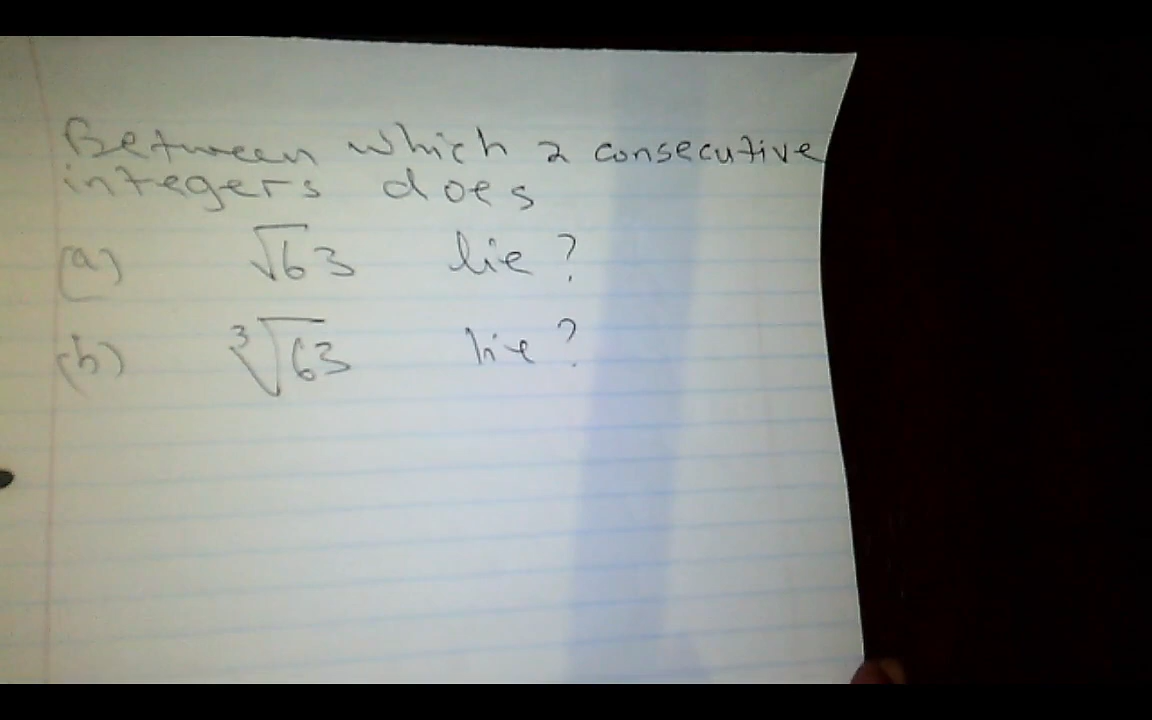 Between which 2 consecutive
integers does
(a) √63 lie?
(b) ∛63 lie?